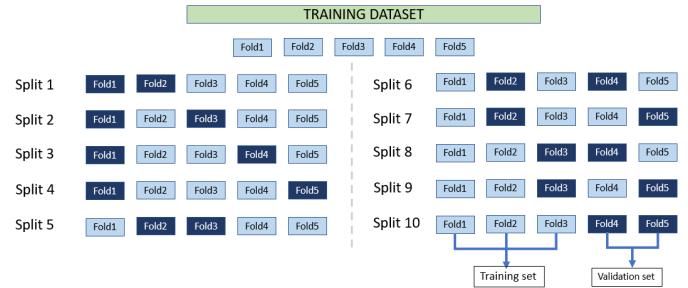 TRAINING DATASET
Fold1 Fold2 Fold3 Fold4 Fold5
Split 1 Fold1 Fold2 Fold3 Fold4 Fold5
Split 2 Fold1 Fold2 Fold3 Fold4 Fold5
Split 3 Fold1 Fold2 Fold3 Fold4 Fold5
Split 4 Fold1 Fold2 Fold3 Fold4 Fold5
Split 5 Fold1 Fold2 Fold3 Fold4 Fold5
Split 6 Fold1 Fold2 Fold3 Fold4 Fold5
Split 7 Fold1 Fold2 Fold3 Fold4 Fold5
Split 8 Fold1 Fold2 Fold3 Fold4 Fold5
Split 9 Fold1 Fold2 Fold3 Fold4 Fold5
Split 10 Fold1 Fold2 Fold3 Fold4 Fold5
Training set Validation set